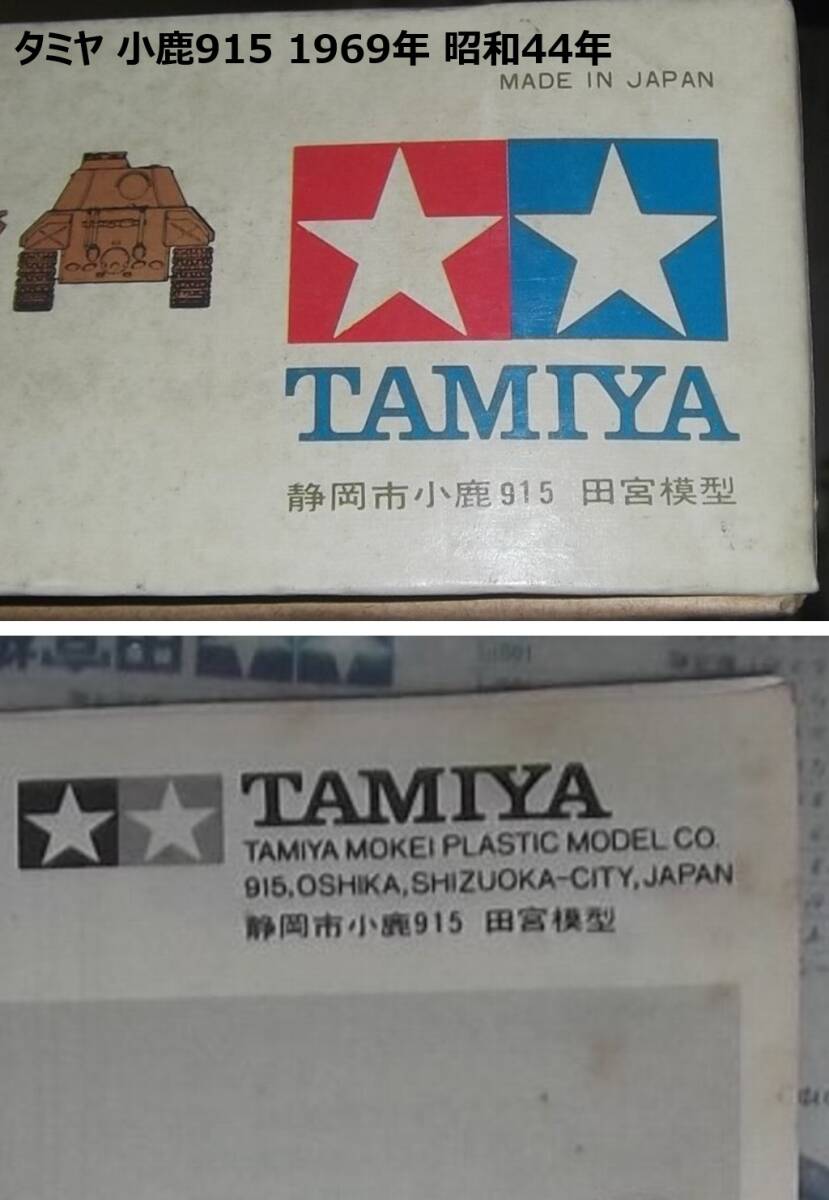 タミヤ 小鹿915 1969年 昭和44年
MADE IN JAPAN
TAMIYA
静岡市小鹿915 田宮模型
TAMIYA
TAMIYA MOKEI PLASTIC MODEL CO.
915,OSHIKA,SHIZUOKA-CITY,JAPAN
静岡市小鹿915 田宮模型